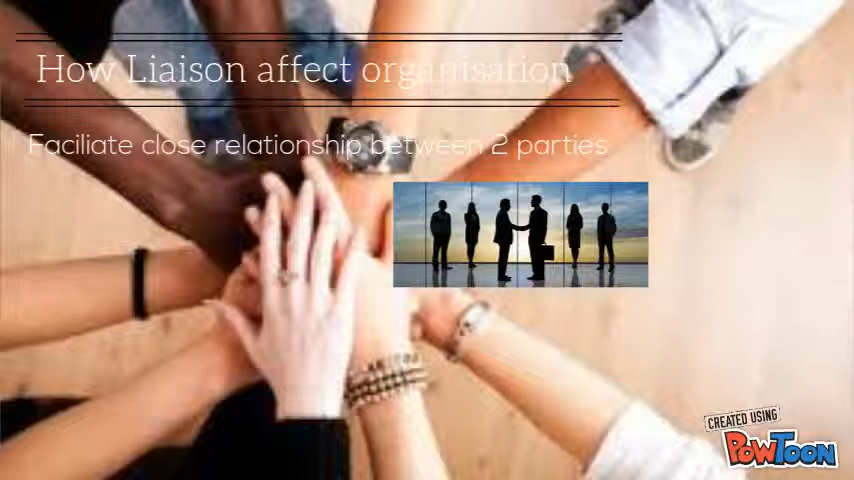 How Liaison affect organisation
Faciliate close relationship between 2 parties
CREATED USING
POWTOON